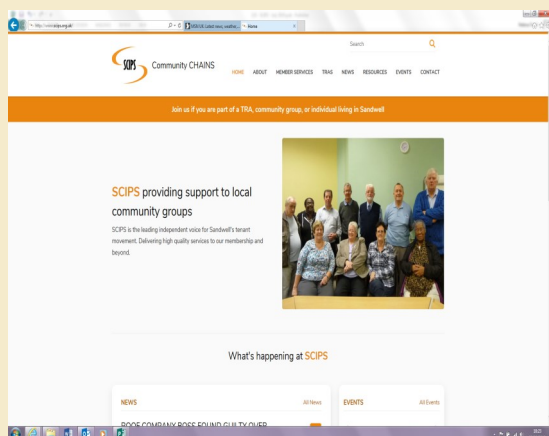 Search
SCIPS
Community CHAINS
HOME ABOUT MEMBER SERVICES TRAS NEWS RESOURCES EVENTS CONTACT
Join us if you are part of a TRA, community group, or individual living in Sandwell
SCIPS providing support to local
community groups
SCIPS is the leading independent voice for Sandwell's tenant
movement. Delivering high quality services to our membership and
beyond.
What's happening at SCIPS
NEWS All News
EVENTS All Events
ROOF COMPANY BOSS FOUND GUILTY OVER